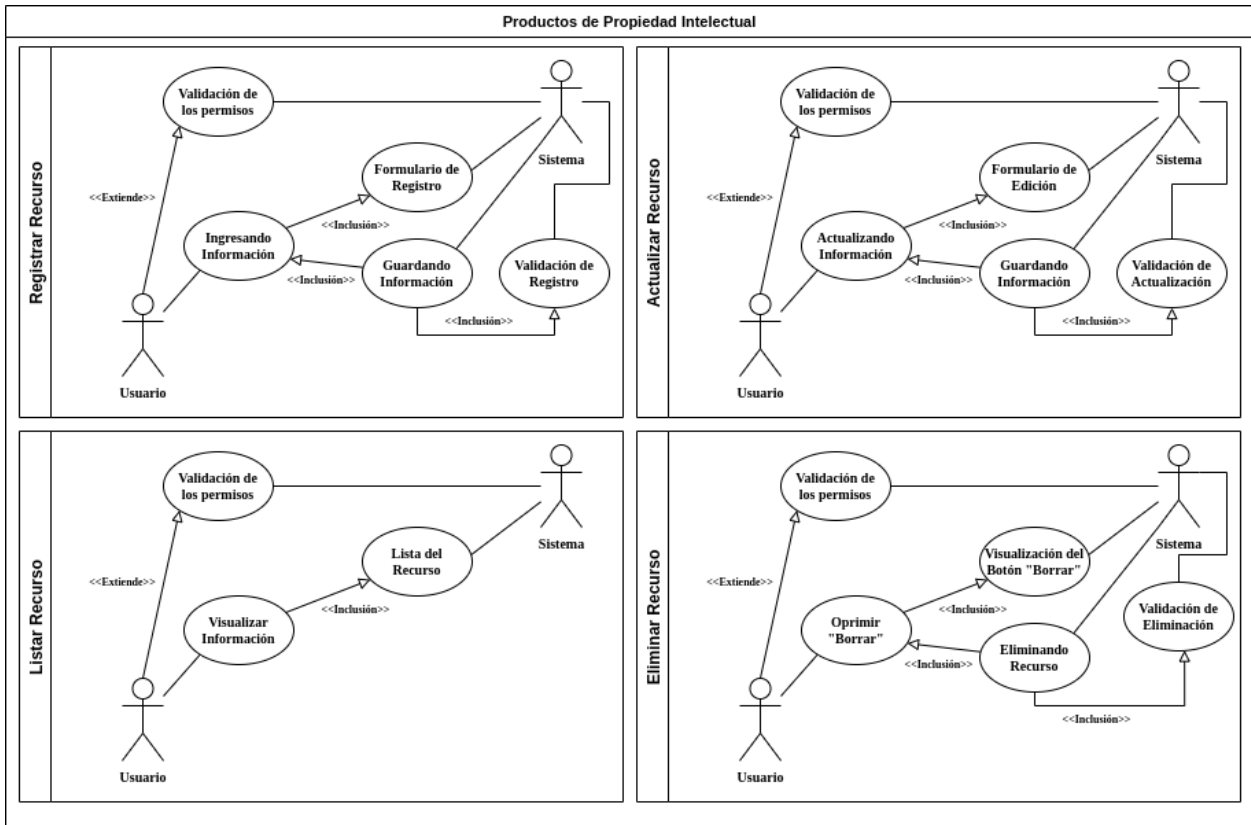 Productos de Propiedad Intelectual
Registrar Recurso
Validación de
los permisos
Sistema
Formulario de
Registro
<<Extiende>>
<<Inclusión>>
Ingresando
Información
Guardando
Información
Validación de
Registro
<<Inclusión>>
<<Inclusión>>
Usuario
Actualizar Recurso
Validación de
los permisos
Sistema
Formulario de
Edición
<<Extiende>>
<<Inclusión>>
Actualizando
Información
Guardando
Información
Validación de
Actualización
<<Inclusión>>
<<Inclusión>>
Usuario
Listar Recurso
Validación de
los permisos
Sistema
Lista del
Recurso
<<Extiende>>
<<Inclusión>>
Visualizar
Información
Usuario
Eliminar Recurso
Validación de
los permisos
Sistema
Visualización del
Botón "Borrar"
<<Extiende>>
<<Inclusión>>
Validación de
Eliminación
Oprimir
"Borrar"
Eliminando
Recurso
<<Inclusión>>
<<Inclusión>>
Usuario